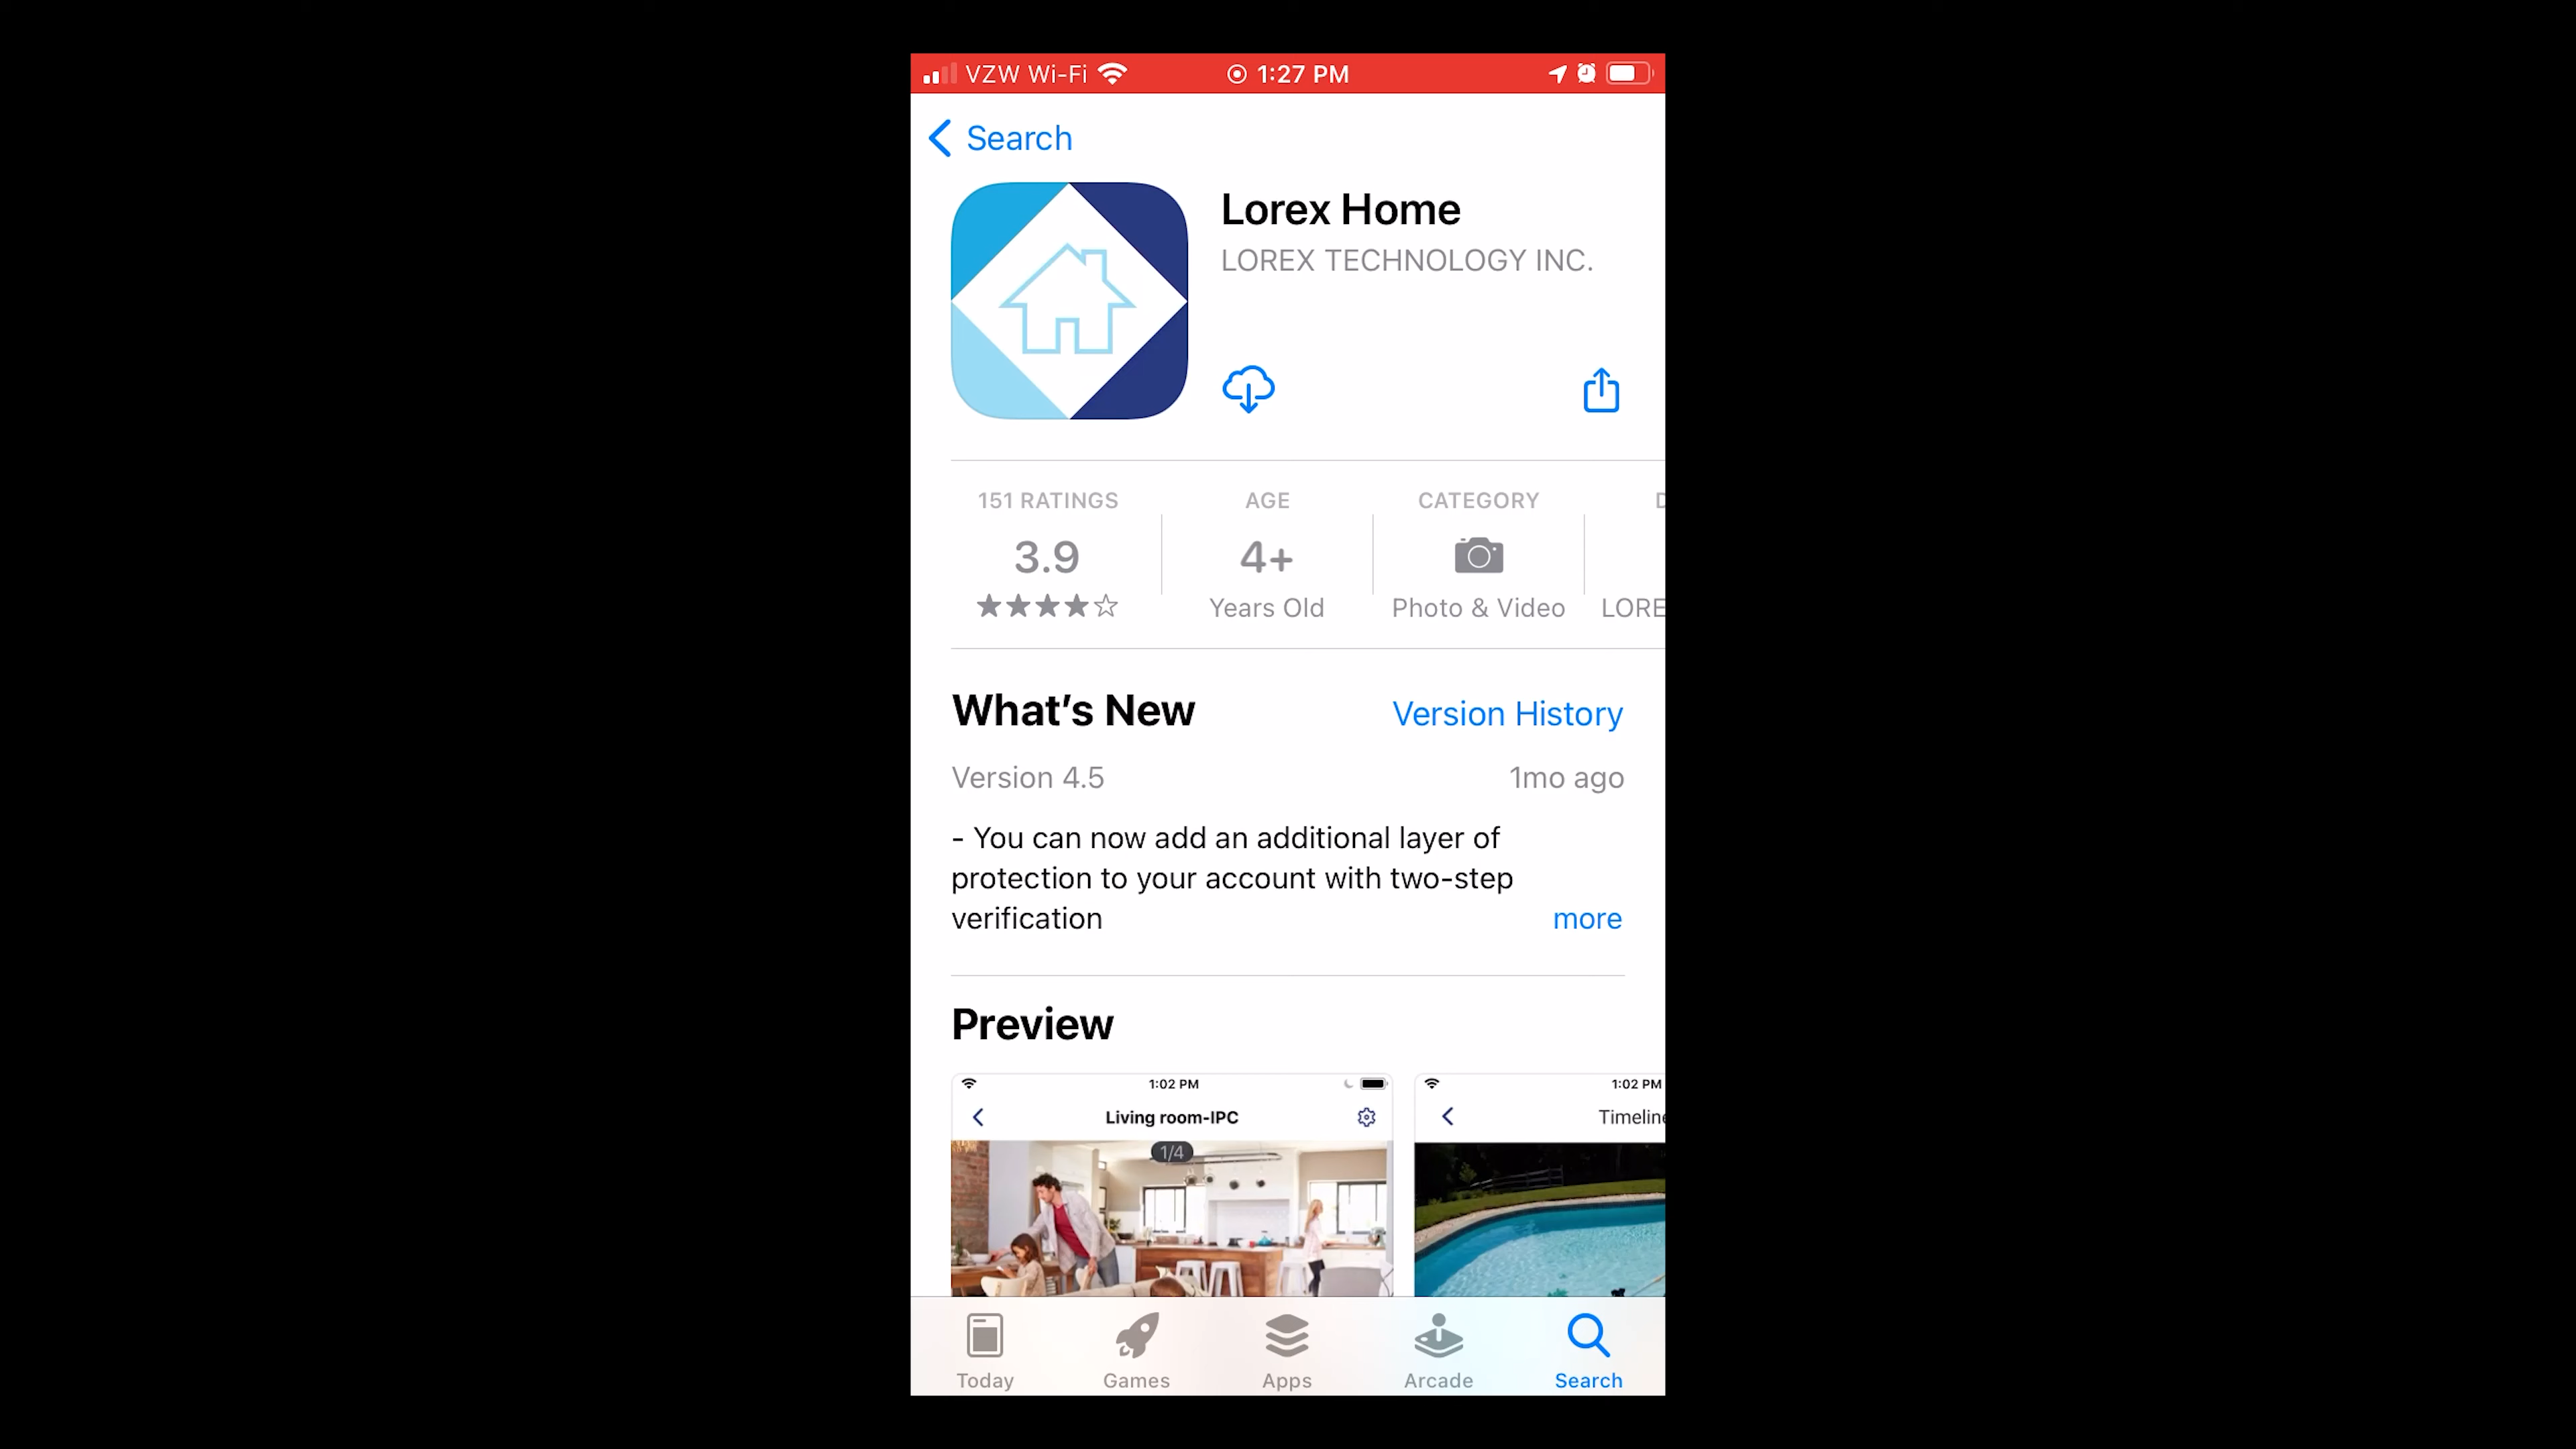 VZW Wi-Fi 1:27 PM
Search
Lorex Home
LOREX TECHNOLOGY INC.
151 RATINGS AGE CATEGORY D
3.9 4+
Years Old Photo & Video LORE
What's New Version History
Version 4.5 1mo ago
- You can now add an additional layer of
protection to your account with two-step
verification more
Preview
1:02 PM 1:02 PM
Living room-IPC Timeline
1/4
Today Games Apps Arcade Search